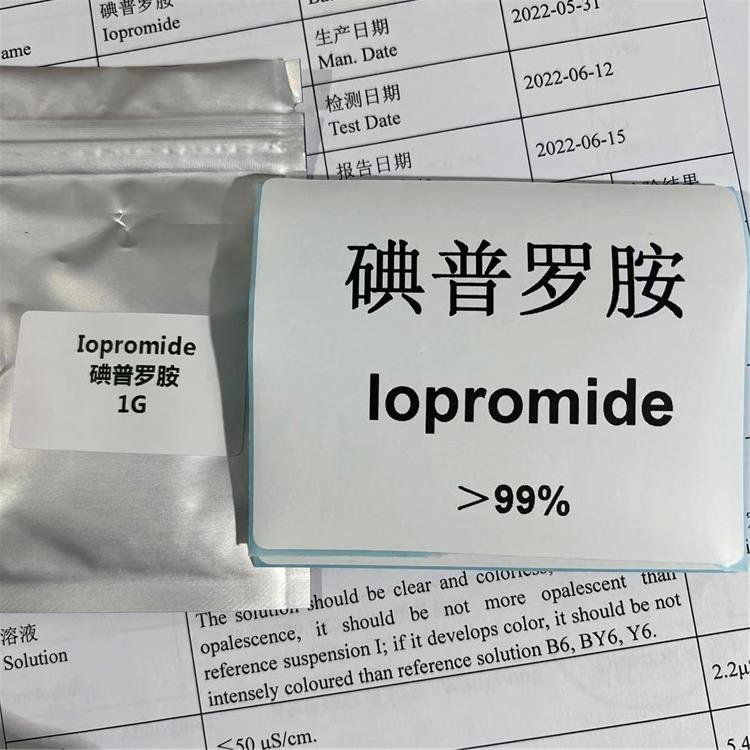 碘普罗胺
Iopromide
生产日期
Man. Date
2022-05-31
检测日期
Test Date
2022-06-12
报告日期
2022-06-15
Iopromide
碘普罗胺
1G
碘普罗胺
Iopromide
>99%
溶液
Solution
The solution should be clear and colorless,
opalescence, it should be not more opalescent than
reference suspension I; if it develops color, it should be not
intensely coloured than reference solution B6, BY6, Y6.
≤50 μS/cm.